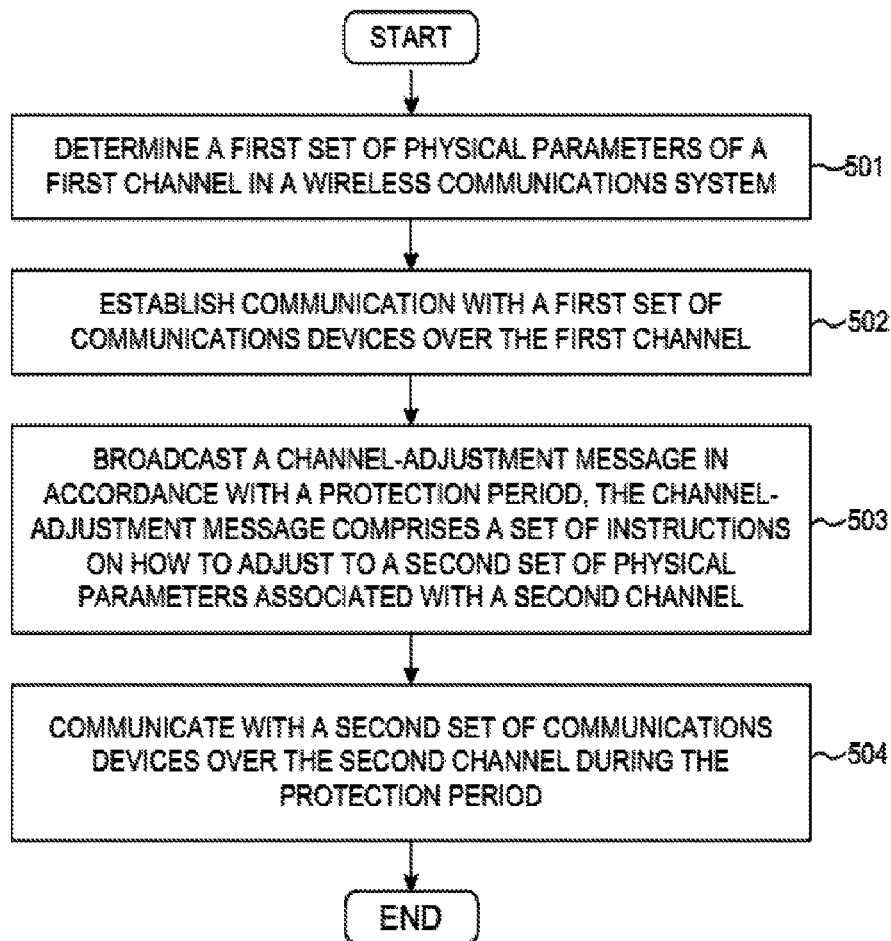 START
DETERMINE A FIRST SET OF PHYSICAL PARAMETERS OF A
FIRST CHANNEL IN A WIRELESS COMMUNICATIONS SYSTEM
501
ESTABLISH COMMUNICATION WITH A FIRST SET OF
COMMUNICATIONS DEVICES OVER THE FIRST CHANNEL
502
BROADCAST A CHANNEL-ADJUSTMENT MESSAGE IN
ACCORDANCE WITH A PROTECTION PERIOD, THE CHANNEL-
ADJUSTMENT MESSAGE COMPRISES A SET OF INSTRUCTIONS
ON HOW TO ADJUST TO A SECOND SET OF PHYSICAL
PARAMETERS ASSOCIATED WITH A SECOND CHANNEL
503
COMMUNICATE WITH A SECOND SET OF COMMUNICATIONS
DEVICES OVER THE SECOND CHANNEL DURING THE
PROTECTION PERIOD
504
END